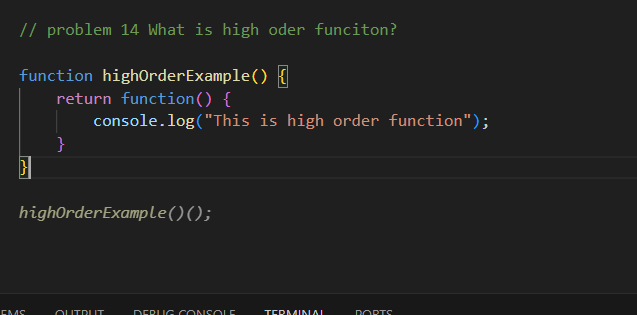 // problem 14 What is high oder funciton?
function highOrderExample() {
return function() {
console.log("This is high order function");
}
}
highOrderExample()();
OUTPUT DEBUG CONSOLE TERMINAL PORTS